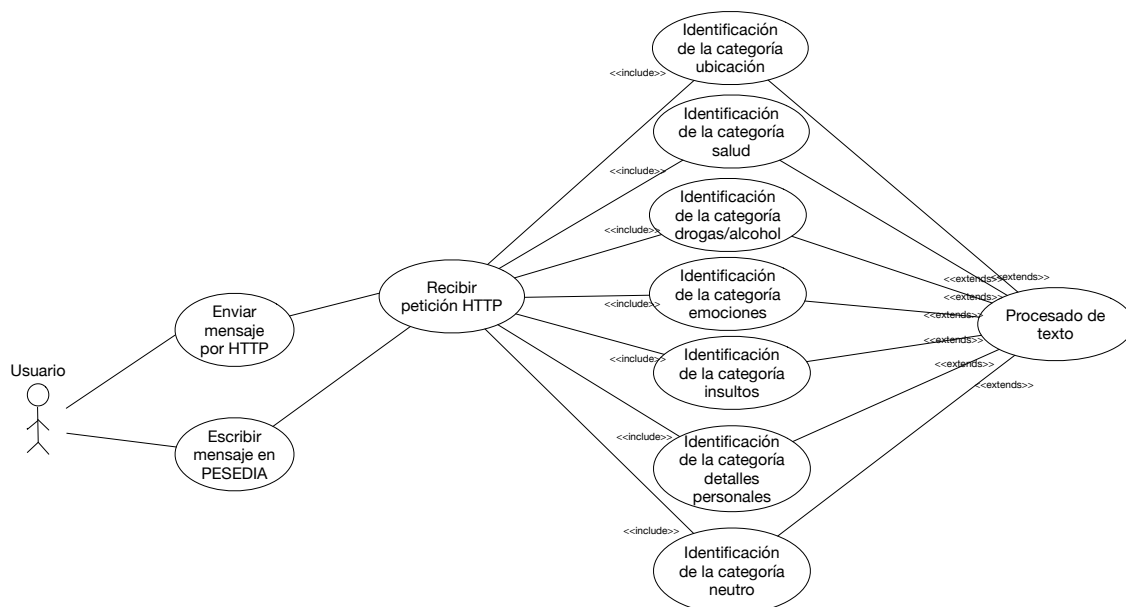 Identificación
de la categoría
ubicación
<<include>>
Identificación
de la categoría
salud
<<include>>
Identificación
de la categoría
drogas/alcohol
<<include>>
Recibir
petición HTTP
Identificación
de la categoría
emociones
<<include>>
<<extends>>
<<extends>>
<<extends>>
<<extends>>
<<extends>>
<<extends>>
<<extends>>
Procesado de
texto
Enviar
mensaje
por HTTP
Identificación
de la categoría
insultos
<<include>>
Usuario
Escribir
mensaje en
PESEDIA
Identificación
de la categoría
detalles
personales
<<include>>
Identificación
de la categoría
neutro
<<include>>